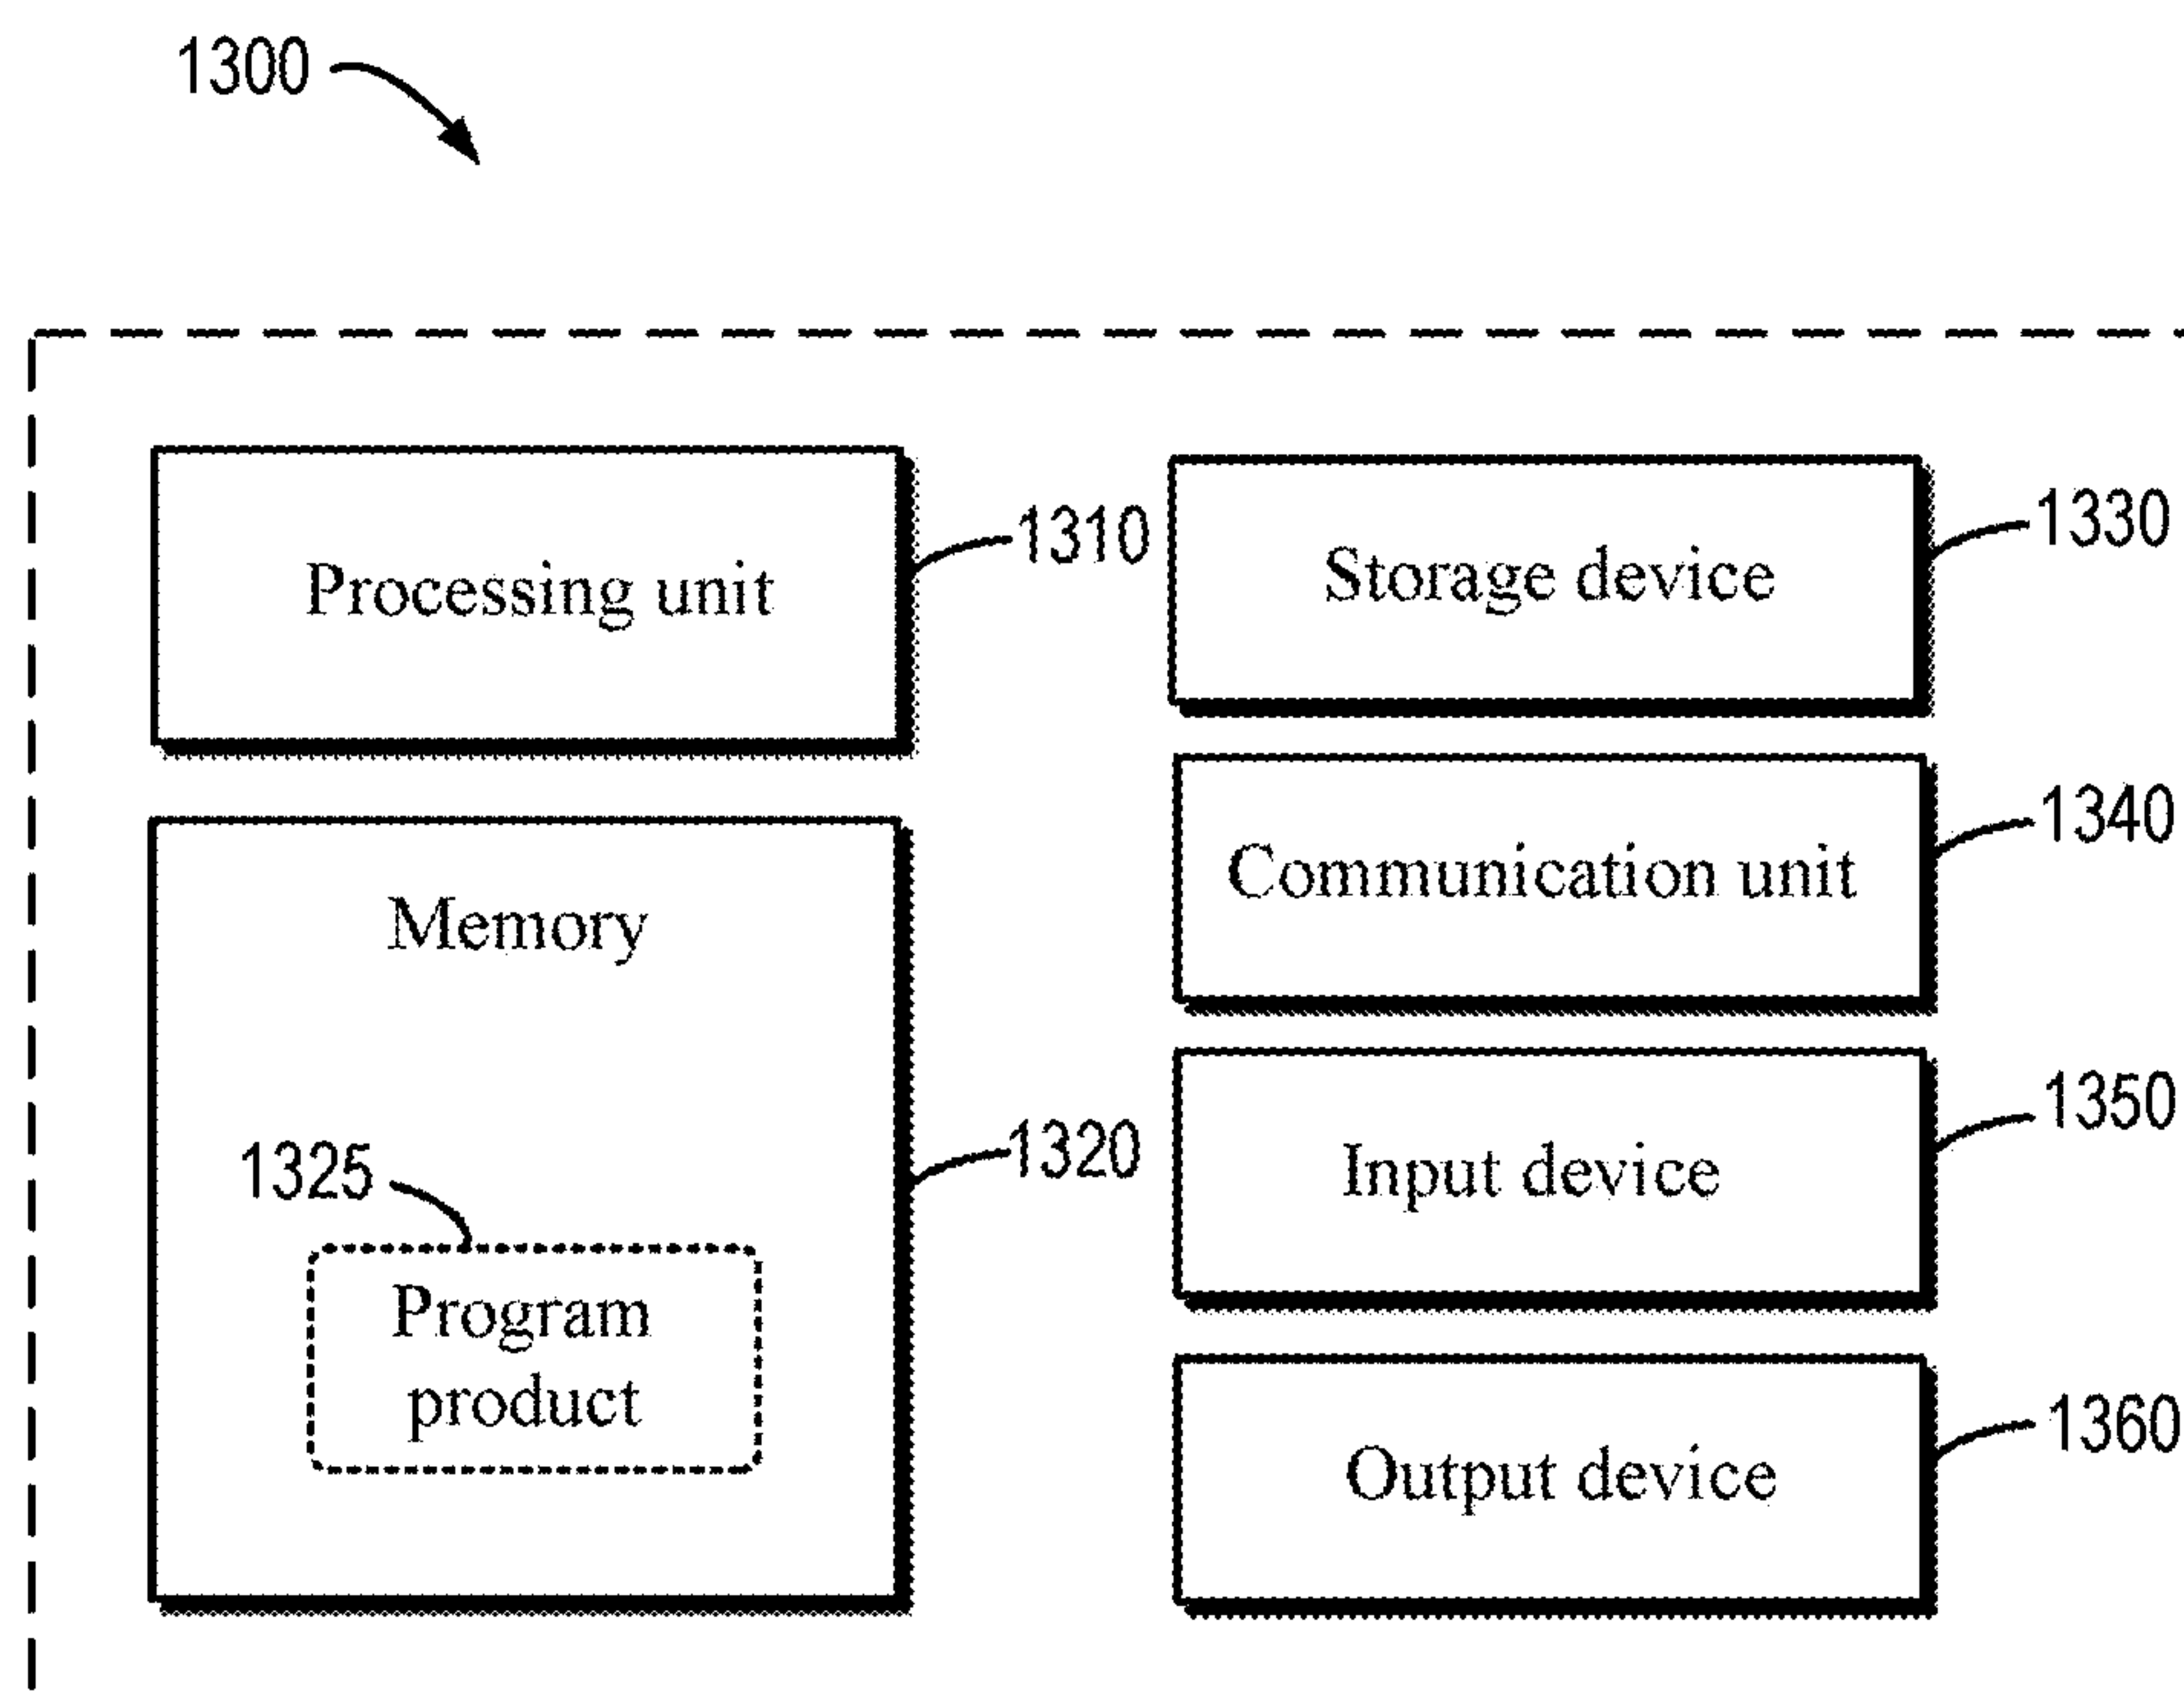 1300
Processing unit
1310
Memory
1325
Program
product
1320
Storage device
1330
Communication unit
1340
Input device
1350
Output device
1360